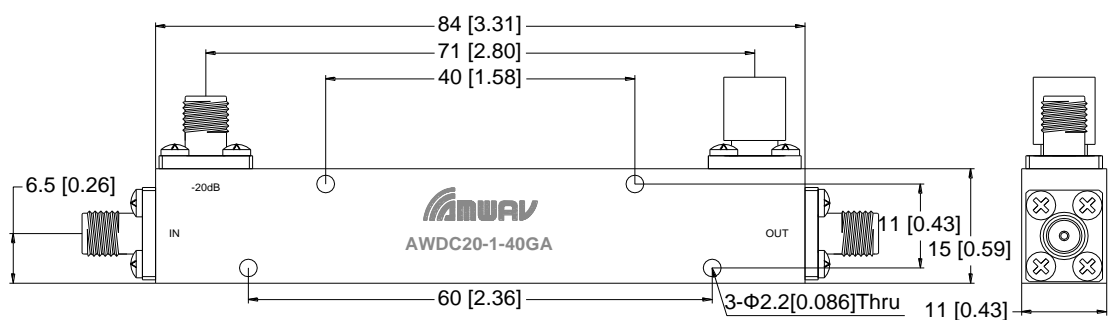 84 [3.31]
71 [2.80]
40 [1.58]
6.5 [0.26]
-20dB
AMWAV
IN
OUT
AWDC20-1-40GA
11 [0.43]
15 [0.59]
60 [2.36]
3-Φ2.2[0.086]Thru
11 [0.43]